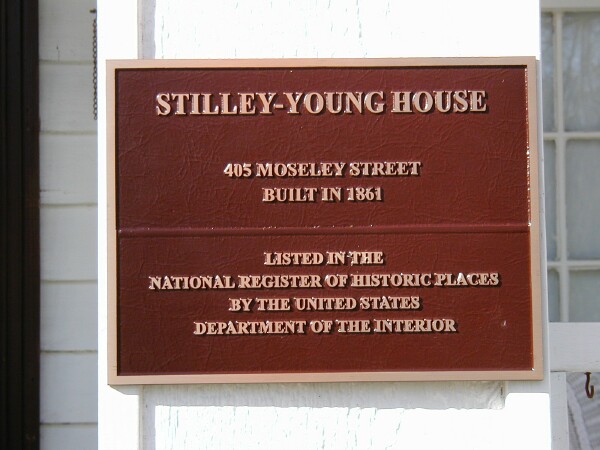 STILLEY-YOUNG HOUSE
405 MOSELEY STREET
BUILT IN 1861
LISTED IN THE
NATIONAL REGISTER OF HISTORIC PLACES
BY THE UNITED STATES
DEPARTMENT OF THE INTERIOR